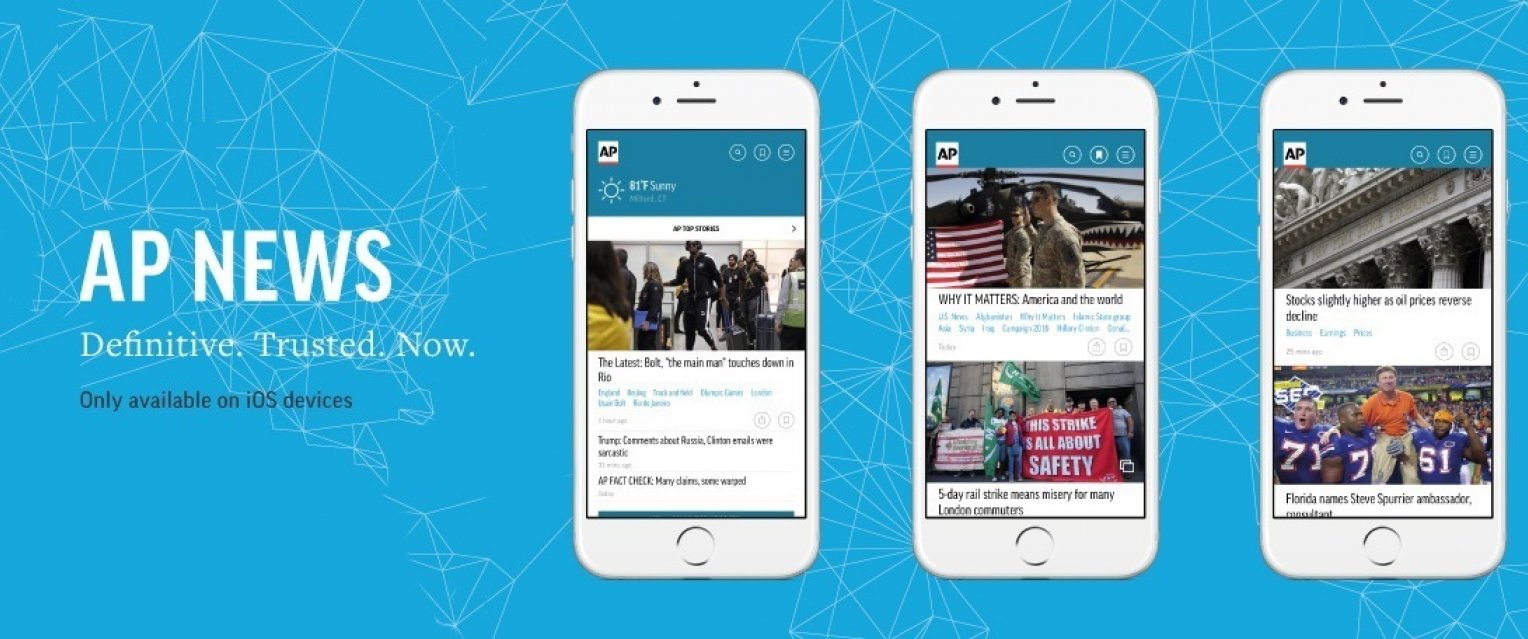 AP NEWS
Definitive. Trusted. Now.
Only available on iOS devices
AP
81°F Sunny
Milford, CT
AP TOP STORIES
The Latest: Bolt, "the main man" touches down in
Rio
England Beijing Track and field Olympic Games London
Usain Bolt Rio de Janeiro
1 hour ago
Trump: Comments about Russia, Clinton emails were
sarcastic
31 mins ago
AP FACT CHECK: Many claims, some warped
Today
AP
WHY IT MATTERS: America and the world
U.S. News Afghanistan Why It Matters Islamic State group
Asia Syria Iraq Campaign 2016 Hillary Clinton Donal...
Today
THIS STRIKE
IS ALL ABOUT
SAFETY
5-day rail strike means misery for many
London commuters
AP
Stocks slightly higher as oil prices reverse
decline
Business Earnings Prices
25 mins ago
SEC
71
7
61
Florida names Steve Spurrier ambassador,
consultant